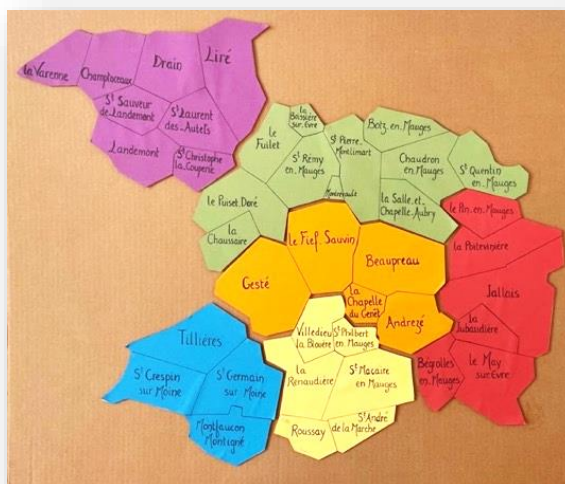 la Varenne
Champtoceaux
Drain
Liré
St Sauveur
de Landemont
St Laurent
des Autels
Landemont
St Christophe
la Couperie
le Fuilet
la
Boissière
sur Evre
St Rémy
en Mauges
St Pierre
Montlimart
Montrevault
Botz en Mauges
Chaudron
en Mauges
St Quentin
en Mauges
la Salle et
Chapelle Aubry
le Puiset Doré
la
Chaussaire
Gesté
le Fief Sauvin
Beaupreau
la
Chapelle
du Genêt
Andrezé
le Pin en Mauges
la Poitevinière
Jallais
la
Jubaudière
Bégrolles
en Mauges
le May
sur Evre
Tillières
St Crespin
sur Moine
St Germain
sur Moine
Montfaucon
Montigné
Villedieu
la Blouère
St Philbert
en Mauges
la
Renaudière
St Macaire
en Mauges
Roussay
St André
de la Marche